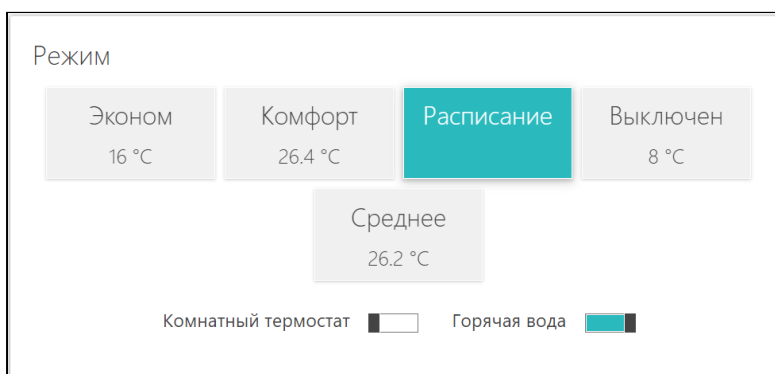 Режим
Эконом Комфорт Расписание Выключен
16 °C 26.4 °C 8 °C
Среднее
26.2 °C
Комнатный термостат Горячая вода